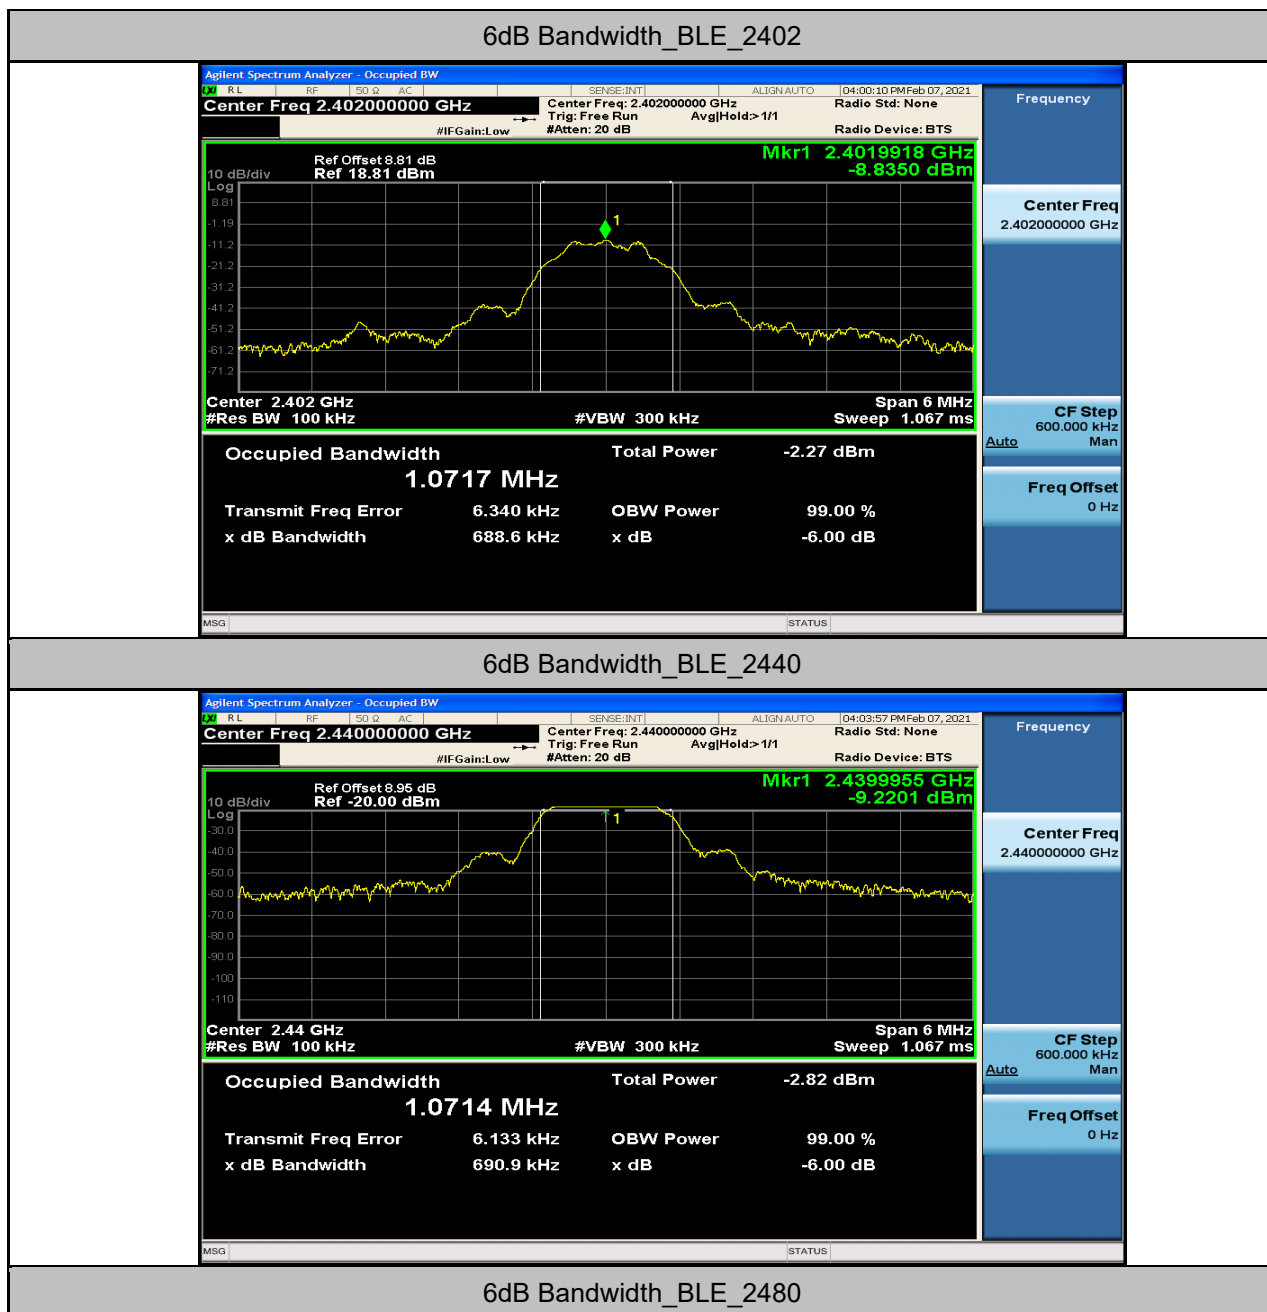 6dB Bandwidth_BLE_2402
Agilent Spectrum Analyzer - Occupied BW
LXI RL RF 50 Ω AC SENSE:INT ALIGN AUTO 04:00:10 PM Feb 07, 2021
Center Freq 2.402000000 GHz
Center Freq: 2.402000000 GHz Radio Std: None
Trig: Free Run Avg|Hold:>1/1
#IFGain:Low #Atten: 20 dB Radio Device: BTS
Frequency
Mkr1 2.4019918 GHz
-8.8350 dBm
Ref Offset 8.81 dB
10 dB/div Ref 18.81 dBm
Log
8.81
-1.19
-11.2
-21.2
-31.2
-41.2
-51.2
-61.2
-71.2
1
Center 2.402 GHz Span 6 MHz
#Res BW 100 kHz #VBW 300 kHz Sweep 1.067 ms
Center Freq
2.402000000 GHz
CF Step
600.000 kHz
Auto Man
Freq Offset
0 Hz
Occupied Bandwidth Total Power -2.27 dBm
1.0717 MHz
Transmit Freq Error 6.340 kHz OBW Power 99.00 %
x dB Bandwidth 688.6 kHz x dB -6.00 dB
MSG STATUS
6dB Bandwidth_BLE_2440
Agilent Spectrum Analyzer - Occupied BW
LXI RL RF 50 Ω AC SENSE:INT ALIGN AUTO 04:03:57 PM Feb 07, 2021
Center Freq 2.440000000 GHz
Center Freq: 2.440000000 GHz Radio Std: None
Trig: Free Run Avg|Hold:>1/1
#IFGain:Low #Atten: 20 dB Radio Device: BTS
Frequency
Mkr1 2.4399955 GHz
-9.2201 dBm
Ref Offset 8.95 dB
10 dB/div Ref -20.00 dBm
Log
-30.0
-40.0
-50.0
-60.0
-70.0
-80.0
-90.0
-100
-110
1
Center 2.44 GHz Span 6 MHz
#Res BW 100 kHz #VBW 300 kHz Sweep 1.067 ms
Center Freq
2.440000000 GHz
CF Step
600.000 kHz
Auto Man
Freq Offset
0 Hz
Occupied Bandwidth Total Power -2.82 dBm
1.0714 MHz
Transmit Freq Error 6.133 kHz OBW Power 99.00 %
x dB Bandwidth 690.9 kHz x dB -6.00 dB
MSG STATUS
6dB Bandwidth_BLE_2480